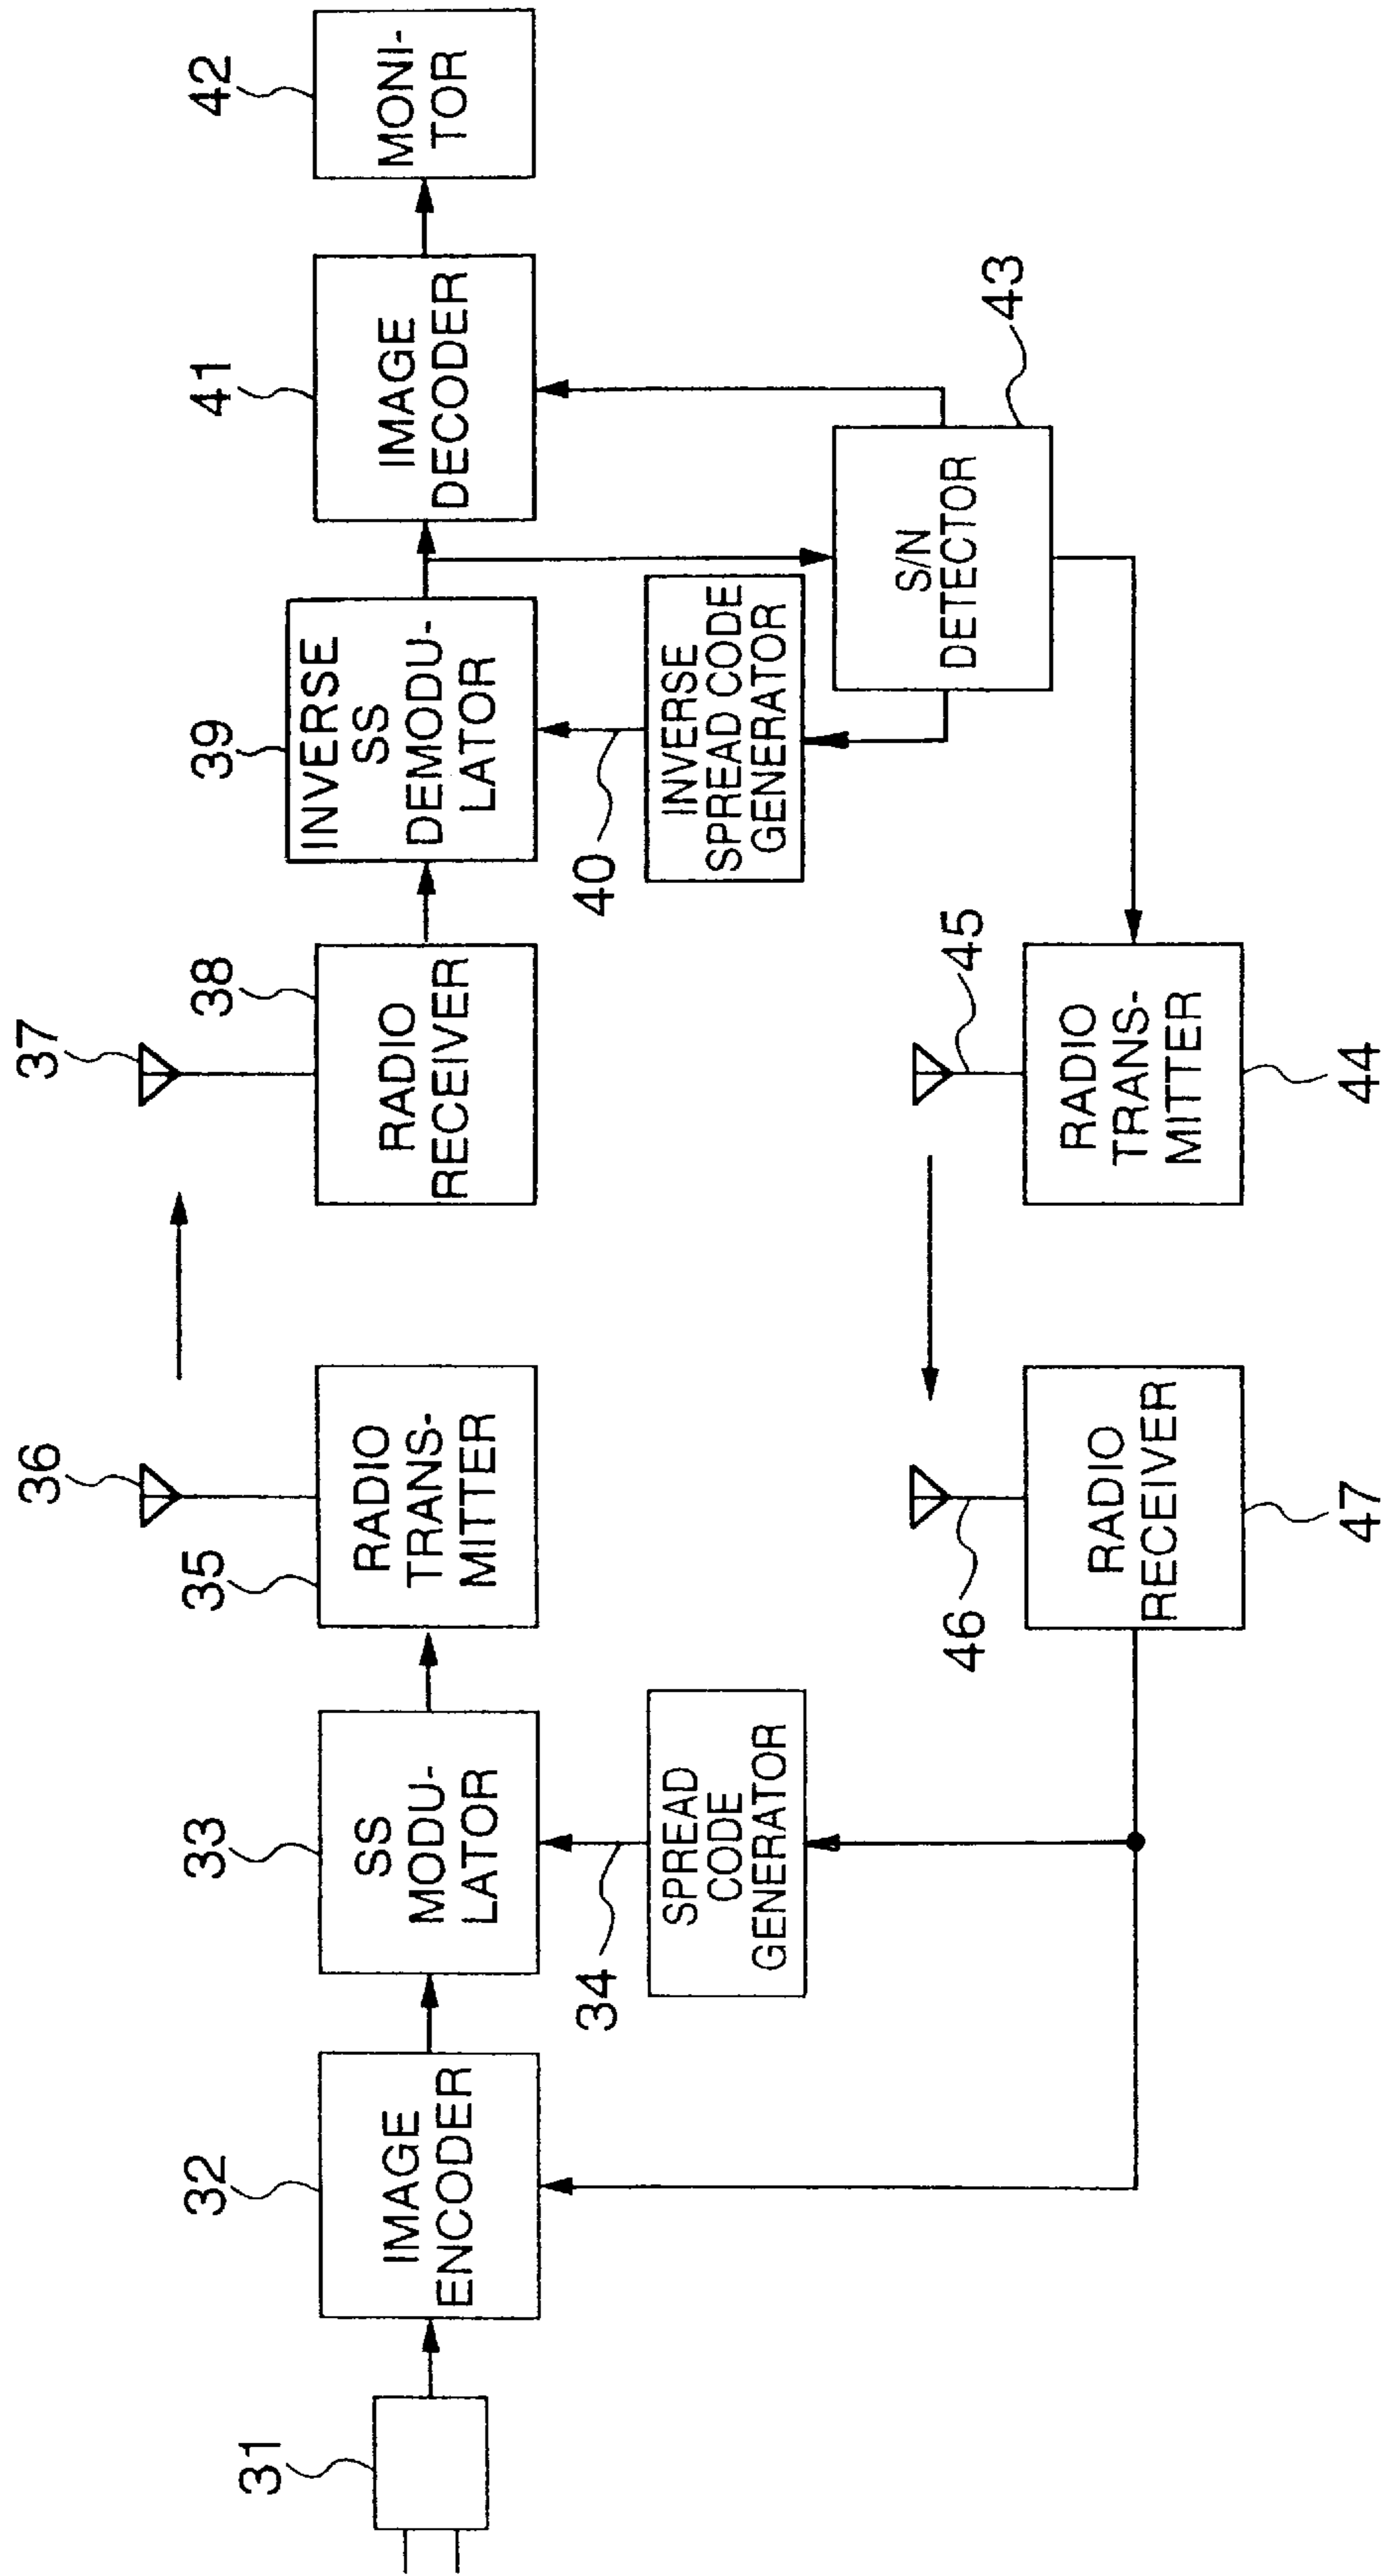 31
32
IMAGE
ENCODER
33
SS
MODU-
LATOR
34
SPREAD
CODE
GENERATOR
35
RADIO
TRANS-
MITTER
36
37
38
RADIO
RECEIVER
39
INVERSE
SS
DEMODU-
LATOR
40
INVERSE
SPREAD CODE
GENERATOR
41
IMAGE
DECODER
42
MONI-
TOR
43
S/N
DETECTOR
44
RADIO
TRANS-
MITTER
45
46
47
RADIO
RECEIVER